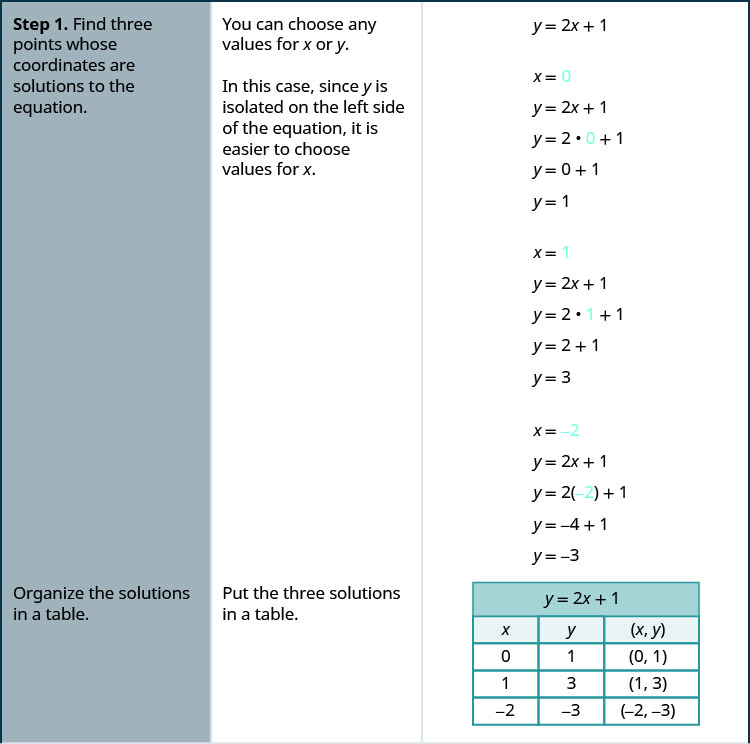 Step 1. Find three
points whose
coordinates are
solutions to the
equation.
You can choose any
values for x or y.
In this case, since y is
isolated on the left side
of the equation, it is
easier to choose
values for x.
y = 2x + 1
x = 0
y = 2x + 1
y = 2 • 0 + 1
y = 0 + 1
y = 1
x = 1
y = 2x + 1
y = 2 • 1 + 1
y = 2 + 1
y = 3
x = –2
y = 2x + 1
y = 2(–2) + 1
y = –4 + 1
y = –3
Organize the solutions
in a table.
Put the three solutions
in a table.
y = 2x + 1
x y (x, y)
0 1 (0, 1)
1 3 (1, 3)
–2 –3 (–2, –3)